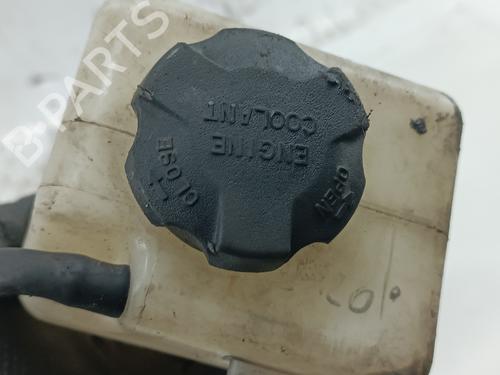 ENGINE
COOLANT
CLOSE
OPEN
B-PARTS